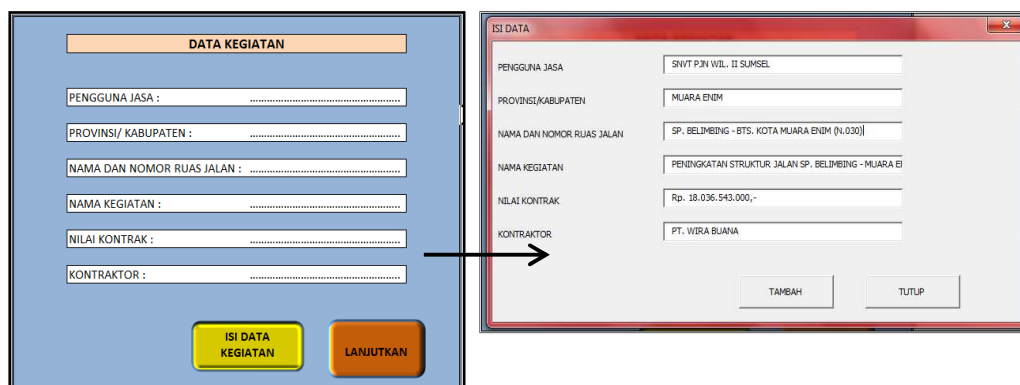 DATA KEGIATAN
PENGGUNA JASA : ....................................................
PROVINSI/ KABUPATEN : ....................................................
NAMA DAN NOMOR RUAS JALAN : ....................................................
NAMA KEGIATAN : ....................................................
NILAI KONTRAK : ....................................................
KONTRAKTOR : ....................................................
ISI DATA
KEGIATAN
LANJUTKAN
ISI DATA
PENGGUNA JASA SNVT PJN WIL. II SUMSEL
PROVINSI/KABUPATEN MUARA ENIM
NAMA DAN NOMOR RUAS JALAN SP. BELIMBING - BTS. KOTA MUARA ENIM (N.030)
NAMA KEGIATAN PENINGKATAN STRUKTUR JALAN SP. BELIMBING - MUARA
NILAI KONTRAK Rp. 18.036.543.000,-
KONTRAKTOR PT. WIRA BUANA
TAMBAH TUTUP